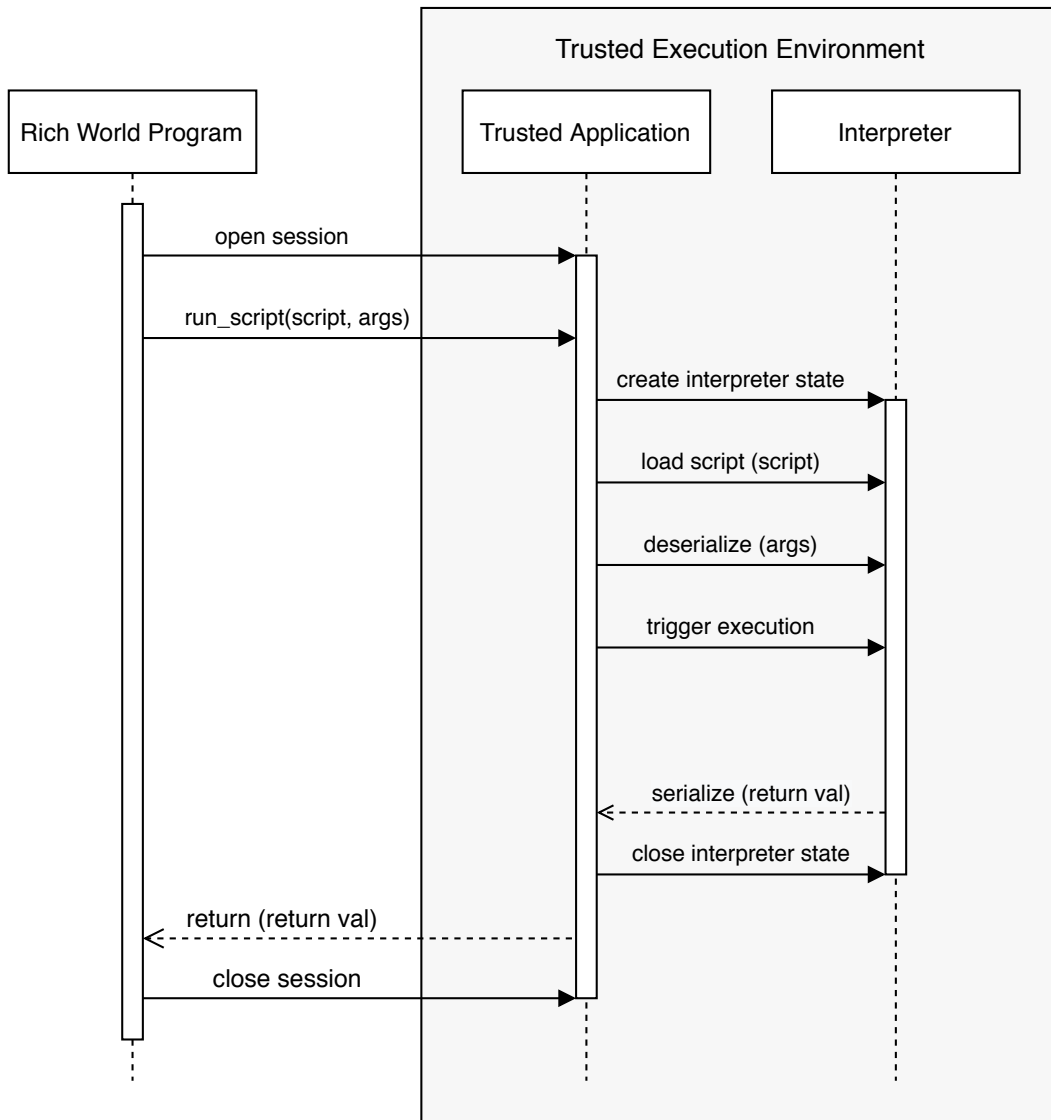 Trusted Execution Environment
Rich World Program
Trusted Application
Interpreter
open session
run_script(script, args)
create interpreter state
load script (script)
deserialize (args)
trigger execution
serialize (return val)
close interpreter state
return (return val)
close session